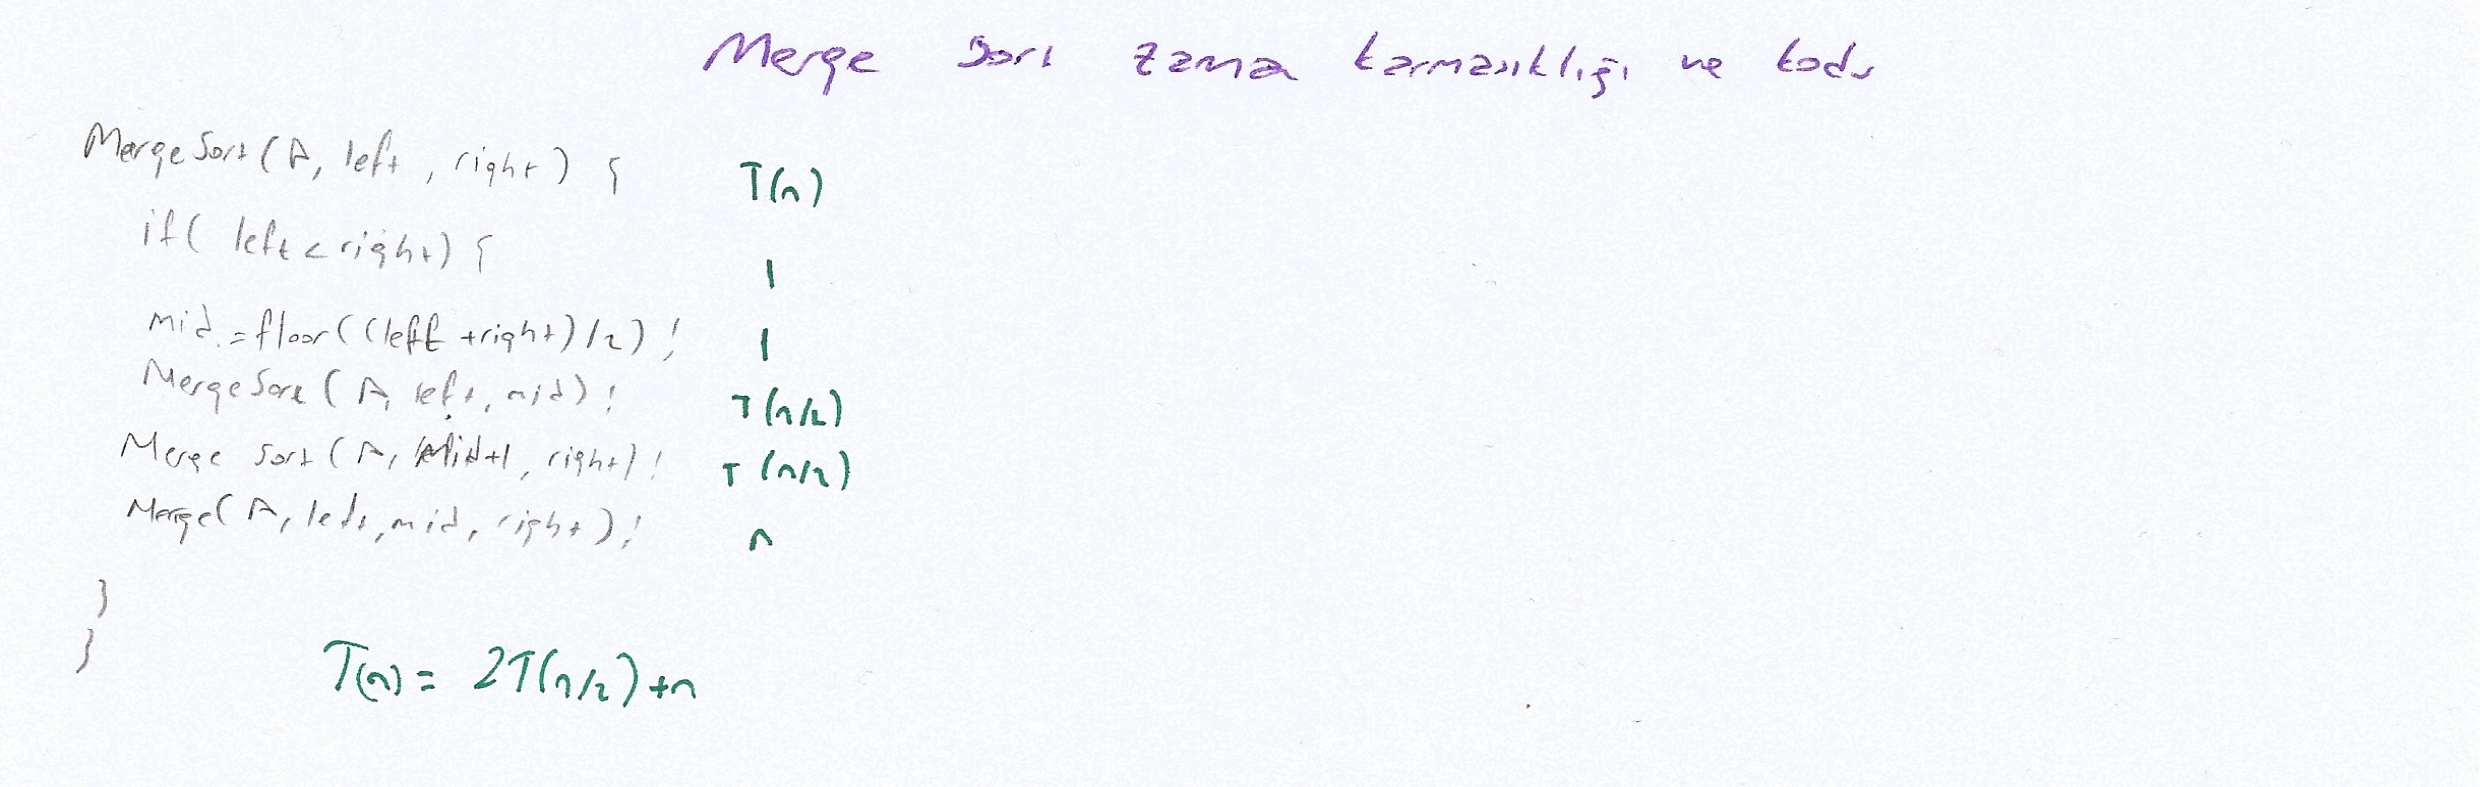 Merge Sort zaman karmaşıklığı ve kodu
MergeSort(A, left, right) { T(n)
if( left < right) { 1
mid = floor((left +right)/2); 1
MergeSort( A, left, mid); T(n/2)
Merge Sort (A, mid+1, right); T(n/2)
Merge(A, left, mid, right); n
}
}
T(n) = 2T(n/2)+n